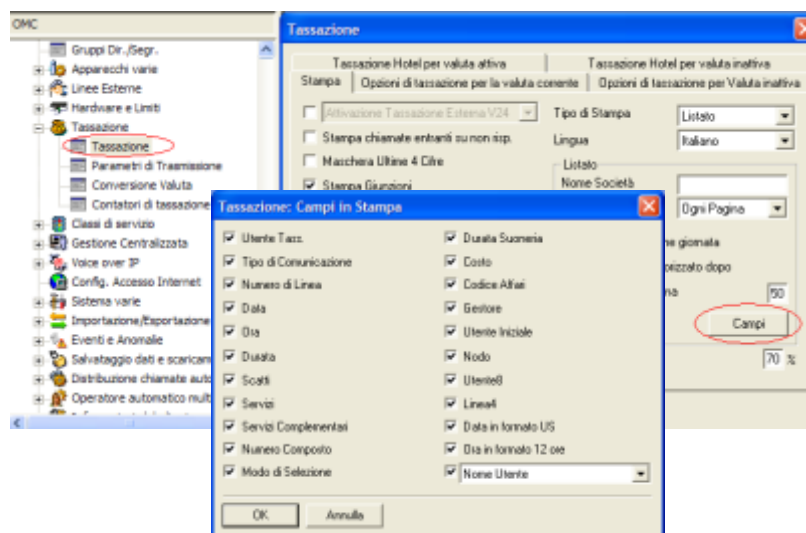 OMC
Gruppi Dir./Segr.
Apparecchi varie
Linee Esterne
Hardware e Limiti
Tassazione
Tassazione
Parametri di Trasmissione
Conversione Valuta
Contatori di tassazione
Classi di servizio
Gestione Centralizzata
Voice over IP
Config. Accesso Internet
Sistema varie
Importazione/Esportazione
Eventi e Anomalie
Salvataggio dati e scaricam
Distribuzione chiamate auto
Operatore automatico mult
Tassazione
Tassazione Hotel per valuta attiva
Tassazione Hotel per valuta inattiva
Stampa
Opzioni di tassazione per la valuta corrente
Opzioni di tassazione per Valuta inattiva
Attivazione Tassazione Esterna V24
Tipo di Stampa
Listato
Stampa chiamate entranti su non risp.
Lingua
Italiano
Maschera Ultime 4 Cifre
Listato
Stampa Giunzioni
Nome Società
Ogni Pagina
ne giornata
orizzato dopo
na
50
Campi
70 %
Tassazione: Campi in Stampa
Utente Tass.
Tipo di Comunicazione
Numero di Linea
Data
Ora
Durata
Scatti
Servizi
Servizi Complementari
Numero Composto
Modo di Selezione
Durata Suoneria
Costo
Codice Affari
Gestore
Utente Iniziale
Nodo
Utente8
Linea4
Data in formato US
Ora in formato 12 ore
Nome Utente
OK
Annulla